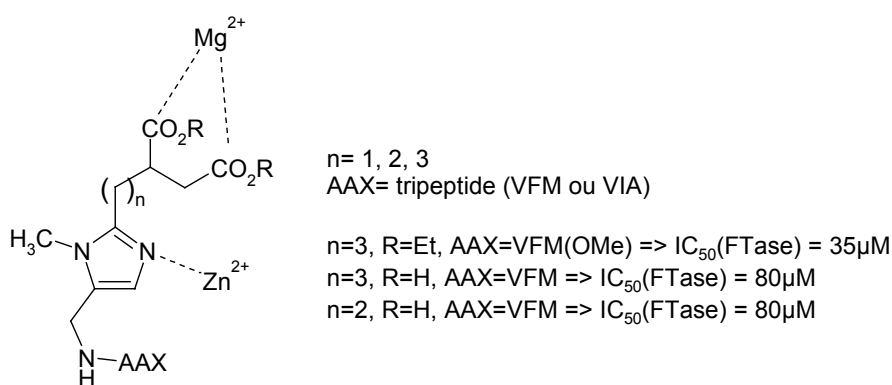 Mg2+
CO2R
CO2R
( )n
H3C
N
N
Zn2+
N
H
AAX
n= 1, 2, 3
AAX= tripeptide (VFM ou VIA)
n=3, R=Et, AAX=VFM(OMe) => IC50(FTase) = 35µM
n=3, R=H, AAX=VFM => IC50(FTase) = 80µM
n=2, R=H, AAX=VFM => IC50(FTase) = 80µM